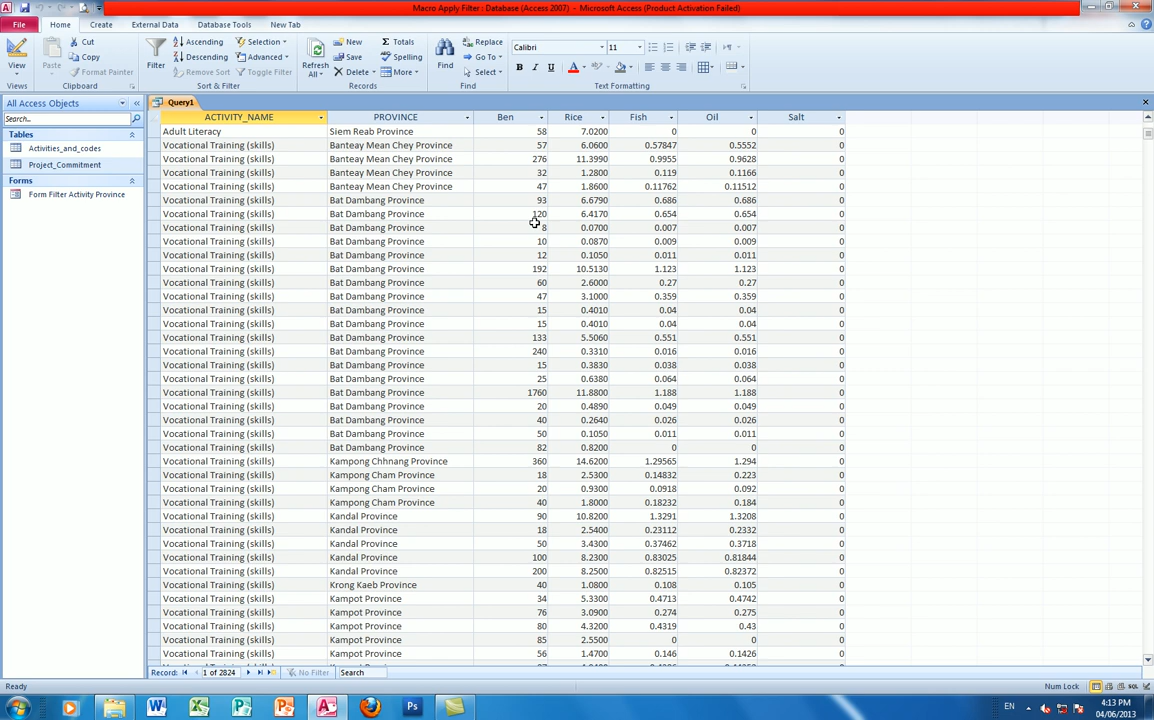 Macro Apply Filter : Database (Access 2007) - Microsoft Access (Product Activation Failed)
File Home Create External Data Database Tools New Tab
View Paste Cut Copy Format Painter Filter Ascending Descending Remove Sort Selection Advanced Toggle Filter Refresh All New Save Delete Totals Spelling More Find Replace Go To Select Calibri 11 B I U A
Views Clipboard Sort & Filter Records Find Text Formatting
All Access Objects
Search...
Tables
Activities_and_codes
Project_Commitment
Forms
Form Filter Activity Province
Query1
ACTIVITY_NAME PROVINCE Ben Rice Fish Oil Salt
Adult Literacy Siem Reab Province 58 7.0200 0 0 0
Vocational Training (skills) Banteay Mean Chey Province 57 6.0600 0.57847 0.5552 0
Vocational Training (skills) Banteay Mean Chey Province 276 11.3990 0.9955 0.9628 0
Vocational Training (skills) Banteay Mean Chey Province 32 1.2800 0.119 0.1166 0
Vocational Training (skills) Banteay Mean Chey Province 47 1.8600 0.11762 0.11512 0
Vocational Training (skills) Bat Dambang Province 93 6.6790 0.686 0.686 0
Vocational Training (skills) Bat Dambang Province 120 6.4170 0.654 0.654 0
Vocational Training (skills) Bat Dambang Province 8 0.0700 0.007 0.007 0
Vocational Training (skills) Bat Dambang Province 10 0.0870 0.009 0.009 0
Vocational Training (skills) Bat Dambang Province 12 0.1050 0.011 0.011 0
Vocational Training (skills) Bat Dambang Province 192 10.5130 1.123 1.123 0
Vocational Training (skills) Bat Dambang Province 60 2.6000 0.27 0.27 0
Vocational Training (skills) Bat Dambang Province 47 3.1000 0.359 0.359 0
Vocational Training (skills) Bat Dambang Province 15 0.4010 0.04 0.04 0
Vocational Training (skills) Bat Dambang Province 15 0.4010 0.04 0.04 0
Vocational Training (skills) Bat Dambang Province 133 5.5060 0.551 0.551 0
Vocational Training (skills) Bat Dambang Province 240 0.3310 0.016 0.016 0
Vocational Training (skills) Bat Dambang Province 15 0.3830 0.038 0.038 0
Vocational Training (skills) Bat Dambang Province 25 0.6380 0.064 0.064 0
Vocational Training (skills) Bat Dambang Province 1760 11.8800 1.188 1.188 0
Vocational Training (skills) Bat Dambang Province 20 0.4890 0.049 0.049 0
Vocational Training (skills) Bat Dambang Province 40 0.2640 0.026 0.026 0
Vocational Training (skills) Bat Dambang Province 50 0.1050 0.011 0.011 0
Vocational Training (skills) Bat Dambang Province 82 0.8200 0 0 0
Vocational Training (skills) Kampong Chhnang Province 360 14.6200 1.29565 1.294 0
Vocational Training (skills) Kampong Cham Province 18 2.5300 0.14832 0.223 0
Vocational Training (skills) Kampong Cham Province 20 0.9300 0.0918 0.092 0
Vocational Training (skills) Kampong Cham Province 40 1.8000 0.18232 0.184 0
Vocational Training (skills) Kandal Province 90 10.8200 1.3291 1.3208 0
Vocational Training (skills) Kandal Province 18 2.5400 0.23112 0.2332 0
Vocational Training (skills) Kandal Province 50 3.4300 0.37462 0.3718 0
Vocational Training (skills) Kandal Province 100 8.2300 0.83025 0.81844 0
Vocational Training (skills) Kandal Province 200 8.2500 0.82515 0.82372 0
Vocational Training (skills) Krong Kaeb Province 40 1.0800 0.108 0.105 0
Vocational Training (skills) Kampot Province 34 5.3300 0.4713 0.4742 0
Vocational Training (skills) Kampot Province 76 3.0900 0.274 0.275 0
Vocational Training (skills) Kampot Province 80 4.3200 0.4319 0.43 0
Vocational Training (skills) Kampot Province 85 2.5500 0 0 0
Vocational Training (skills) Kampot Province 56 1.4700 0.146 0.1426 0
Record: 1 of 2824 No Filter Search
Ready Num Lock SQL
EN 4:13 PM
04/06/2013